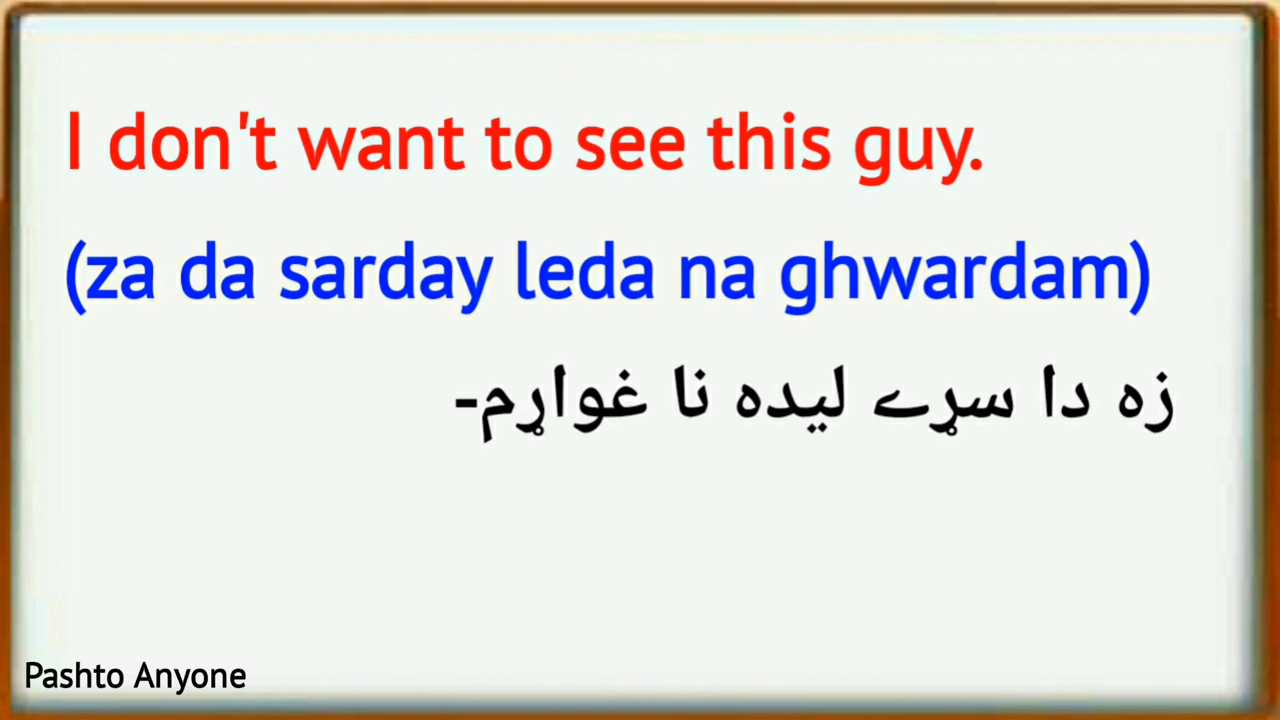 I don't want to see this guy.
(za da sarday leda na ghwardam)
زه دا سړے لیده نا غواړم-
Pashto Anyone